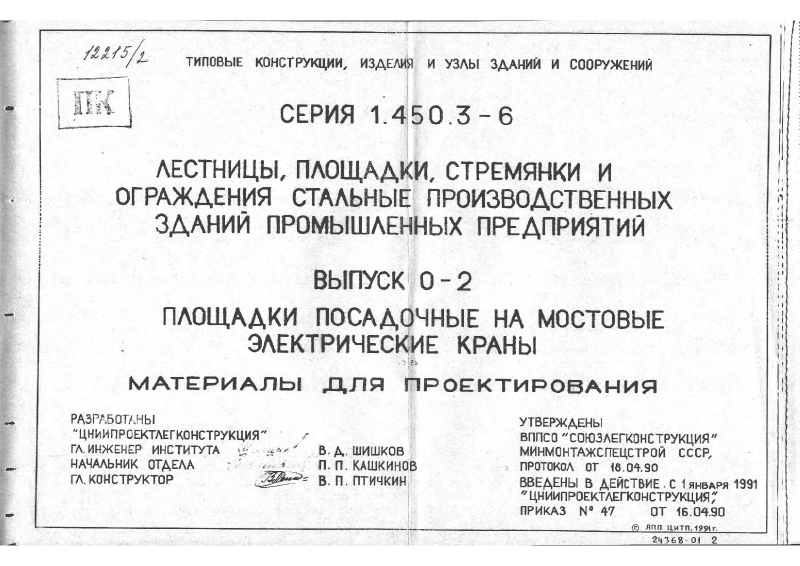 12215/2
ТИПОВЫЕ КОНСТРУКЦИИ, ИЗДЕЛИЯ И УЗЛЫ ЗДАНИЙ И СООРУЖЕНИЙ
ПК
СЕРИЯ 1.450.3-6
ЛЕСТНИЦЫ, ПЛОЩАДКИ, СТРЕМЯНКИ И
ОГРАЖДЕНИЯ СТАЛЬНЫЕ ПРОИЗВОДСТВЕННЫХ
ЗДАНИЙ ПРОМЫШЛЕННЫХ ПРЕДПРИЯТИЙ
ВЫПУСК 0-2
ПЛОЩАДКИ ПОСАДОЧНЫЕ НА МОСТОВЫЕ
ЭЛЕКТРИЧЕСКИЕ КРАНЫ
МАТЕРИАЛЫ ДЛЯ ПРОЕКТИРОВАНИЯ
РАЗРАБОТАНЫ
"ЦНИИПРОЕКТЛЕГКОНСТРУКЦИЯ"
ГЛ. ИНЖЕНЕР ИНСТИТУТА В. Д. ШИШКОВ
НАЧАЛЬНИК ОТДЕЛА П. П. КАШКИНОВ
ГЛ. КОНСТРУКТОР В. П. ПТИЧКИН
УТВЕРЖДЕНЫ
ВППСО "СОЮЗЛЕГКОНСТРУКЦИЯ"
МИНМОНТАЖСПЕЦСТРОЙ СССР,
ПРОТОКОЛ ОТ 16.04.90
ВВЕДЕНЫ В ДЕЙСТВИЕ. С 1 ЯНВАРЯ 1991
"ЦНИИПРОЕКТЛЕГКОНСТРУКЦИЯ",
ПРИКАЗ № 47 ОТ 16.04.90
© ЯПП ЦИТП, 1991г.
24368-01 2